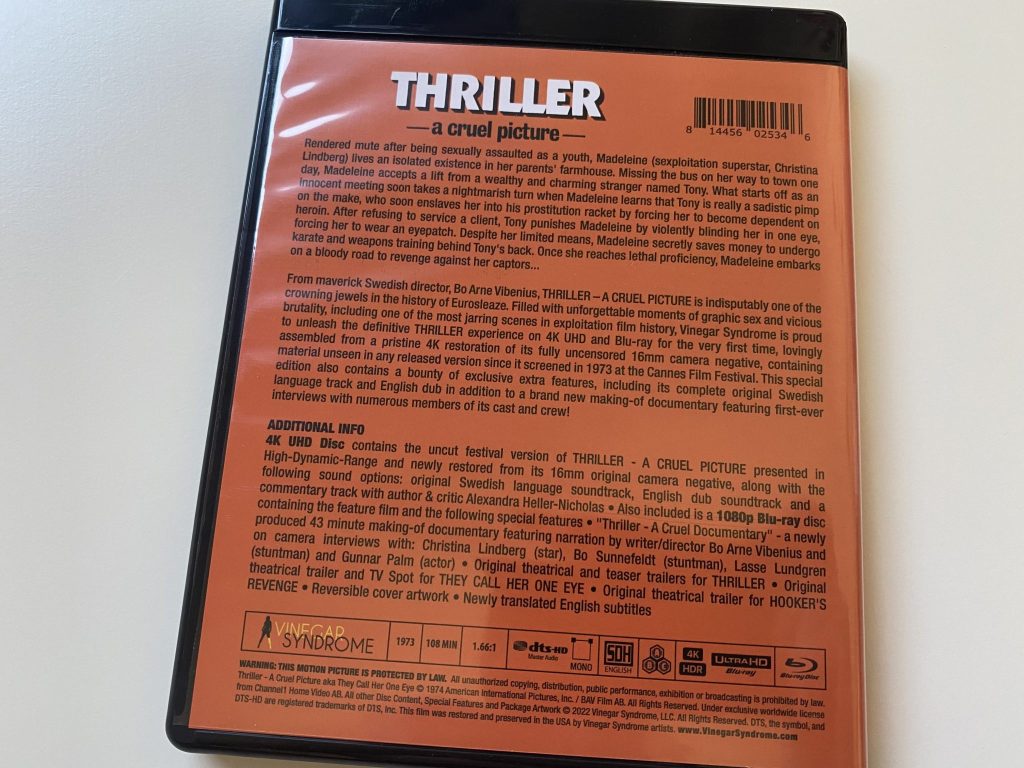 THRILLER
—a cruel picture—
8 14456 02534 6
Rendered mute after being sexually assaulted as a youth, Madeleine (sexploitation superstar, Christina
Lindberg) lives an isolated existence in her parents' farmhouse. Missing the bus on her way to town one
day, Madeleine accepts a lift from a wealthy and charming stranger named Tony. What starts off as an
innocent meeting soon takes a nightmarish turn when Madeleine learns that Tony is really a sadistic pimp
on the make, who soon enslaves her into his prostitution racket by forcing her to become dependent on
heroin. After refusing to service a client, Tony punishes Madeleine by violently blinding her in one eye,
forcing her to wear an eyepatch. Despite her limited means, Madeleine secretly saves money to undergo
karate and weapons training behind Tony's back. Once she reaches lethal proficiency, Madeleine embarks
on a bloody road to revenge against her captors...
From maverick Swedish director, Bo Arne Vibenius, THRILLER – A CRUEL PICTURE is indisputably one of the
crowning jewels in the history of Eurosleaze. Filled with unforgettable moments of graphic sex and vicious
brutality, including one of the most jarring scenes in exploitation film history, Vinegar Syndrome is proud
to unleash the definitive THRILLER experience on 4K UHD and Blu-ray for the very first time, lovingly
assembled from a pristine 4K restoration of its fully uncensored 16mm camera negative, containing
material unseen in any released version since it screened in 1973 at the Cannes Film Festival. This special
edition also contains a bounty of exclusive extra features, including its complete original Swedish
language track and English dub in addition to a brand new making-of documentary featuring first-ever
interviews with numerous members of its cast and crew!
ADDITIONAL INFO
4K UHD Disc contains the uncut festival version of THRILLER - A CRUEL PICTURE presented in
High-Dynamic-Range and newly restored from its 16mm original camera negative, along with the
following sound options: original Swedish language soundtrack, English dub soundtrack and a
commentary track with author & critic Alexandra Heller-Nicholas • Also included is a 1080p Blu-ray disc
containing the feature film and the following special features • "Thriller - A Cruel Documentary" - a newly
produced 43 minute making-of documentary featuring narration by writer/director Bo Arne Vibenius and
on camera interviews with: Christina Lindberg (star), Bo Sunnefeldt (stuntman), Lasse Lundgren
(stuntman) and Gunnar Palm (actor) • Original theatrical and teaser trailers for THRILLER • Original
theatrical trailer and TV Spot for THEY CALL HER ONE EYE • Original theatrical trailer for HOOKER'S
REVENGE • Reversible cover artwork • Newly translated English subtitles
VINEGAR
SYNDROME
1973
108 MIN
1.66:1
dts-HD
Master Audio
MONO
SDH
ENGLISH
A B C
4K
HDR
ULTRA HD
Blu-ray
Blu-ray Disc
WARNING: THIS MOTION PICTURE IS PROTECTED BY LAW. All unauthorized copying, distribution, public performance, exhibition or broadcasting is prohibited by law.
Thriller - A Cruel Picture aka They Call Her One Eye © 1974 American International Pictures, Inc. / BAV Film AB. All Rights Reserved. Under exclusive worldwide license
from Channel1 Home Video AB. All other Disc Content, Special Features and Package Artwork © 2022 Vinegar Syndrome, LLC. All Rights Reserved. DTS, the symbol, and
DTS-HD are registered trademarks of DTS, Inc. This film was restored and preserved in the USA by Vinegar Syndrome artists. www.VinegarSyndrome.com